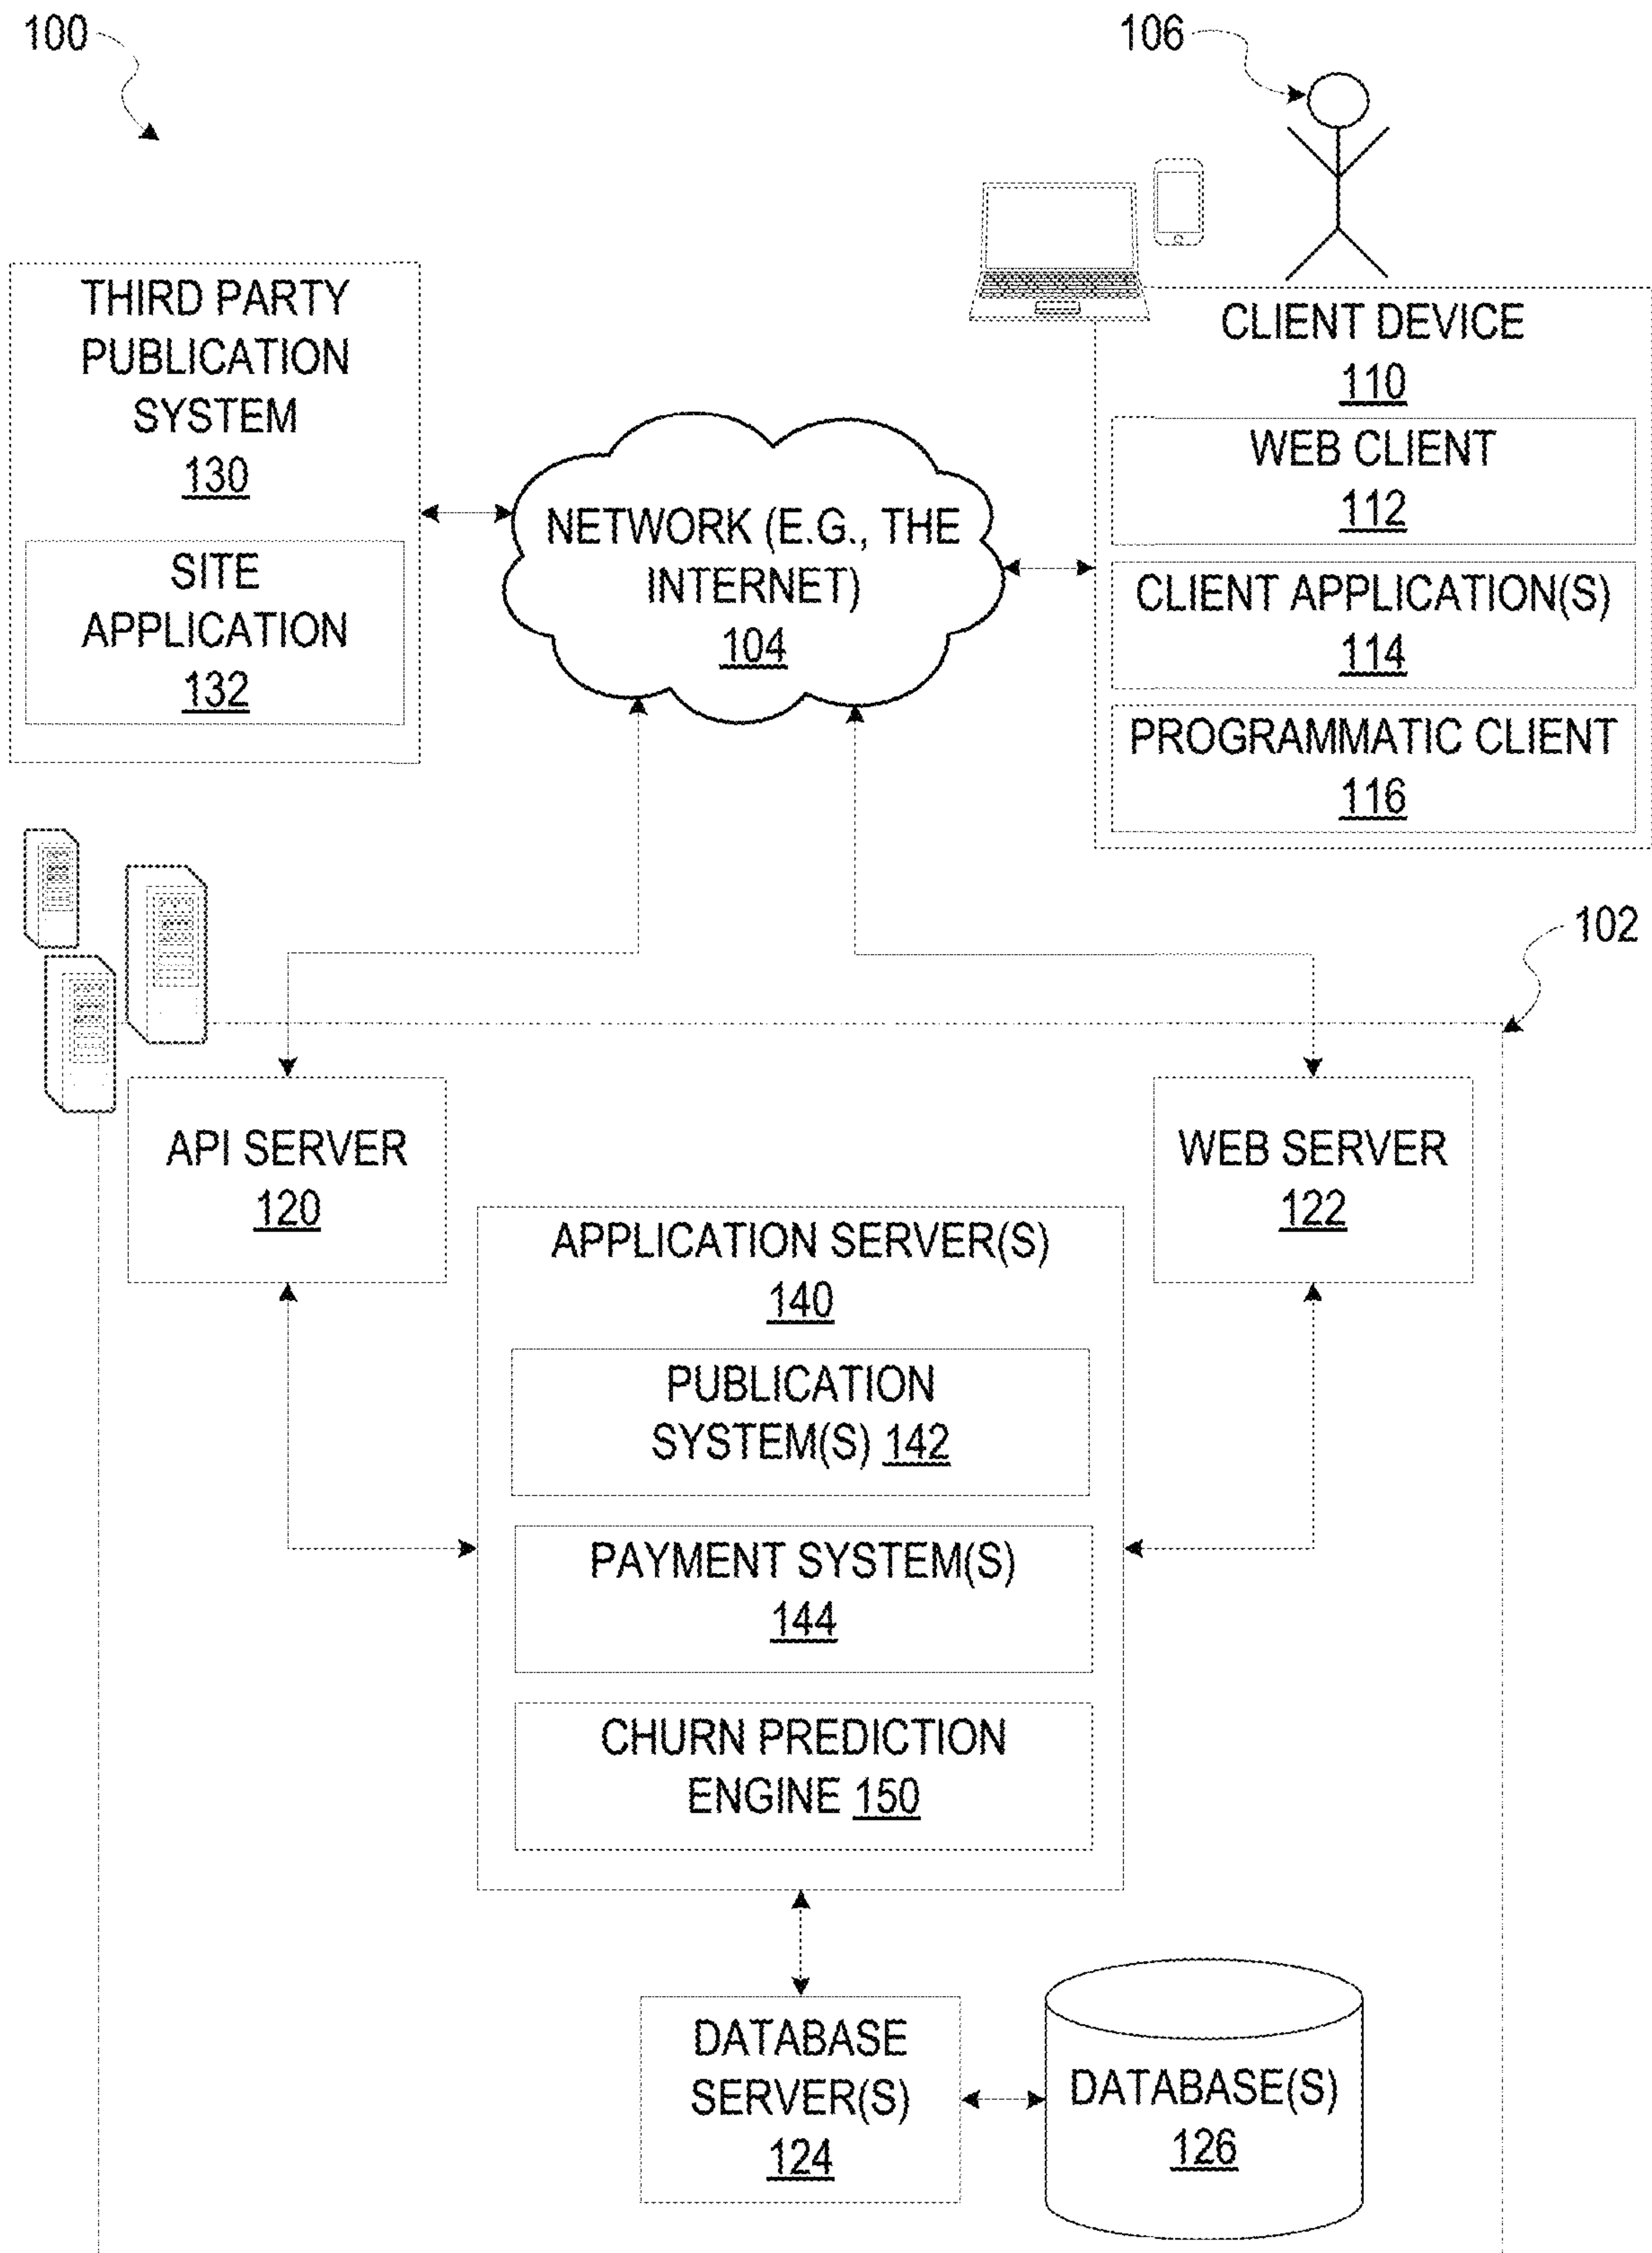 100
106
THIRD PARTY
PUBLICATION
SYSTEM
130
SITE
APPLICATION
132
NETWORK (E.G., THE
INTERNET)
104
CLIENT DEVICE
110
WEB CLIENT
112
CLIENT APPLICATION(S)
114
PROGRAMMATIC CLIENT
116
102
API SERVER
120
WEB SERVER
122
APPLICATION SERVER(S)
140
PUBLICATION
SYSTEM(S) 142
PAYMENT SYSTEM(S)
144
CHURN PREDICTION
ENGINE 150
DATABASE
SERVER(S)
124
DATABASE(S)
126